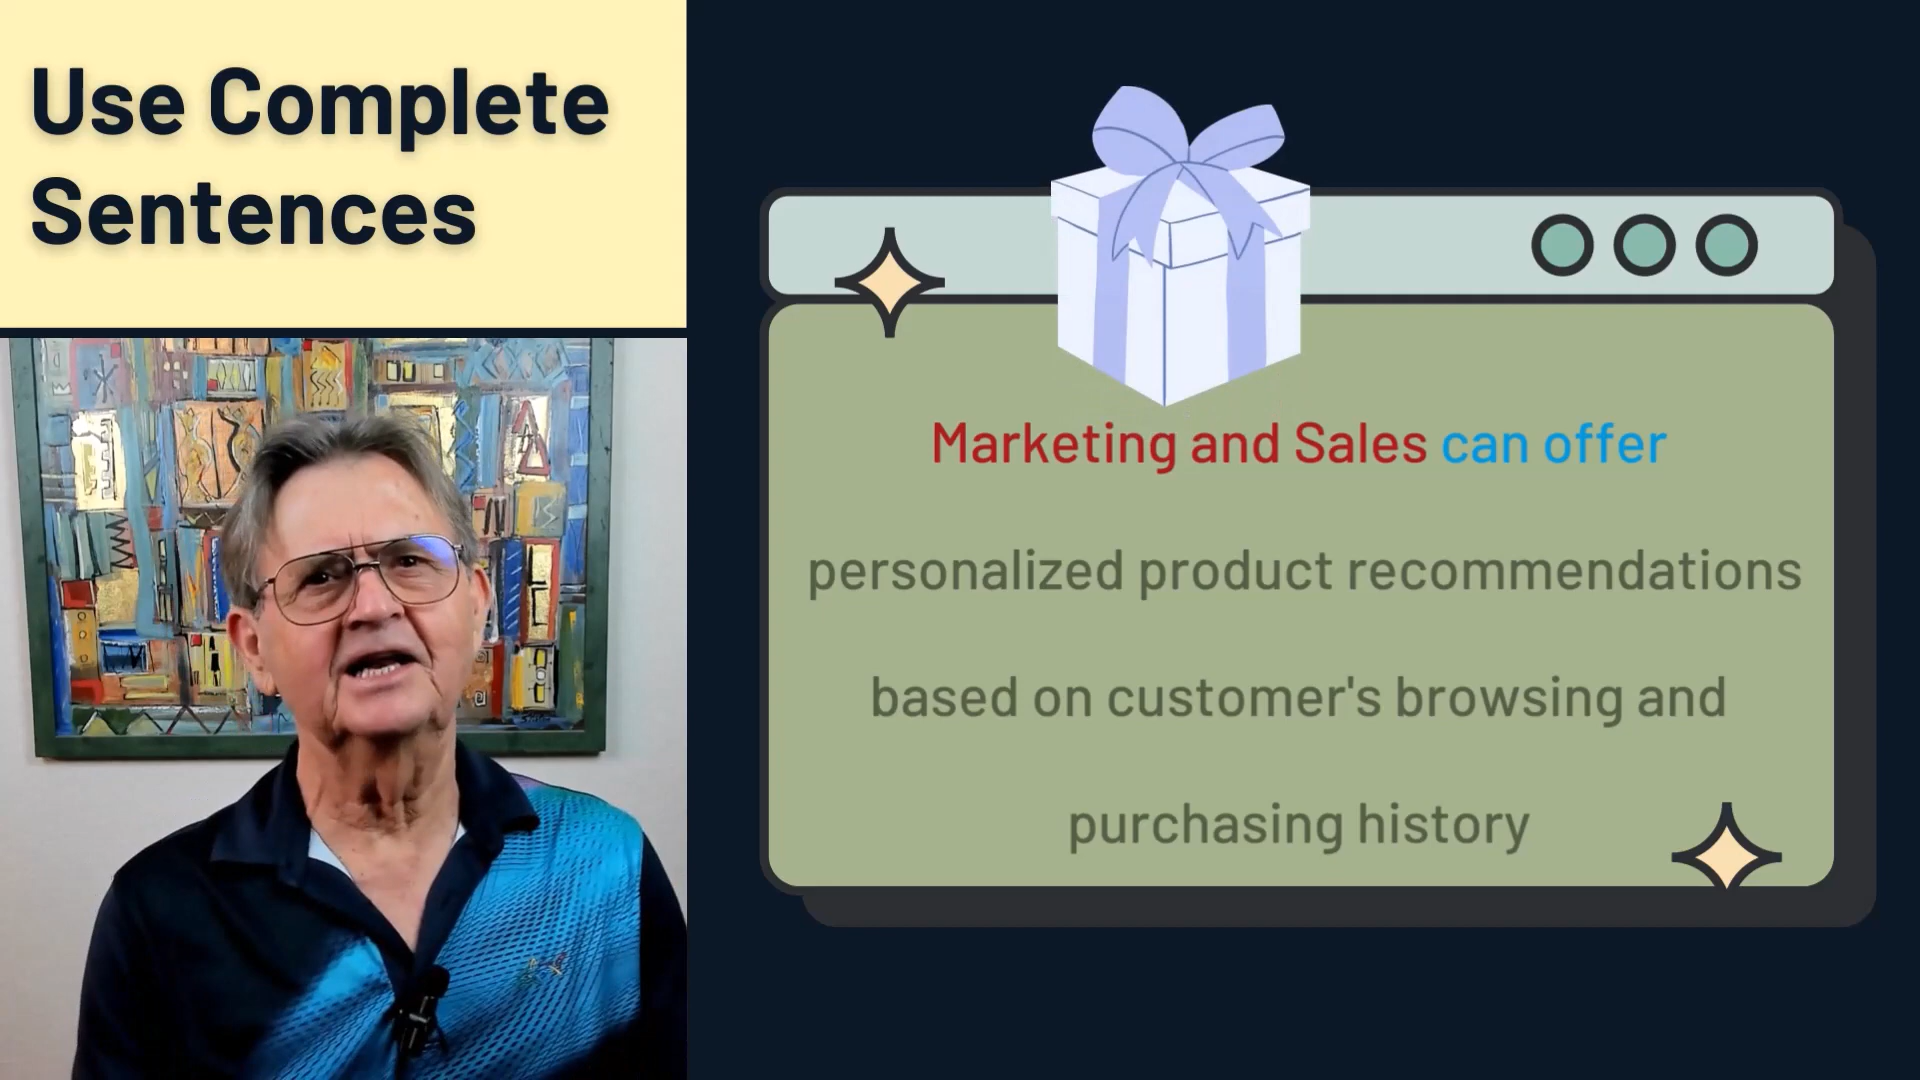 Use Complete
Sentences
Marketing and Sales can offer
personalized product recommendations
based on customer's browsing and
purchasing history